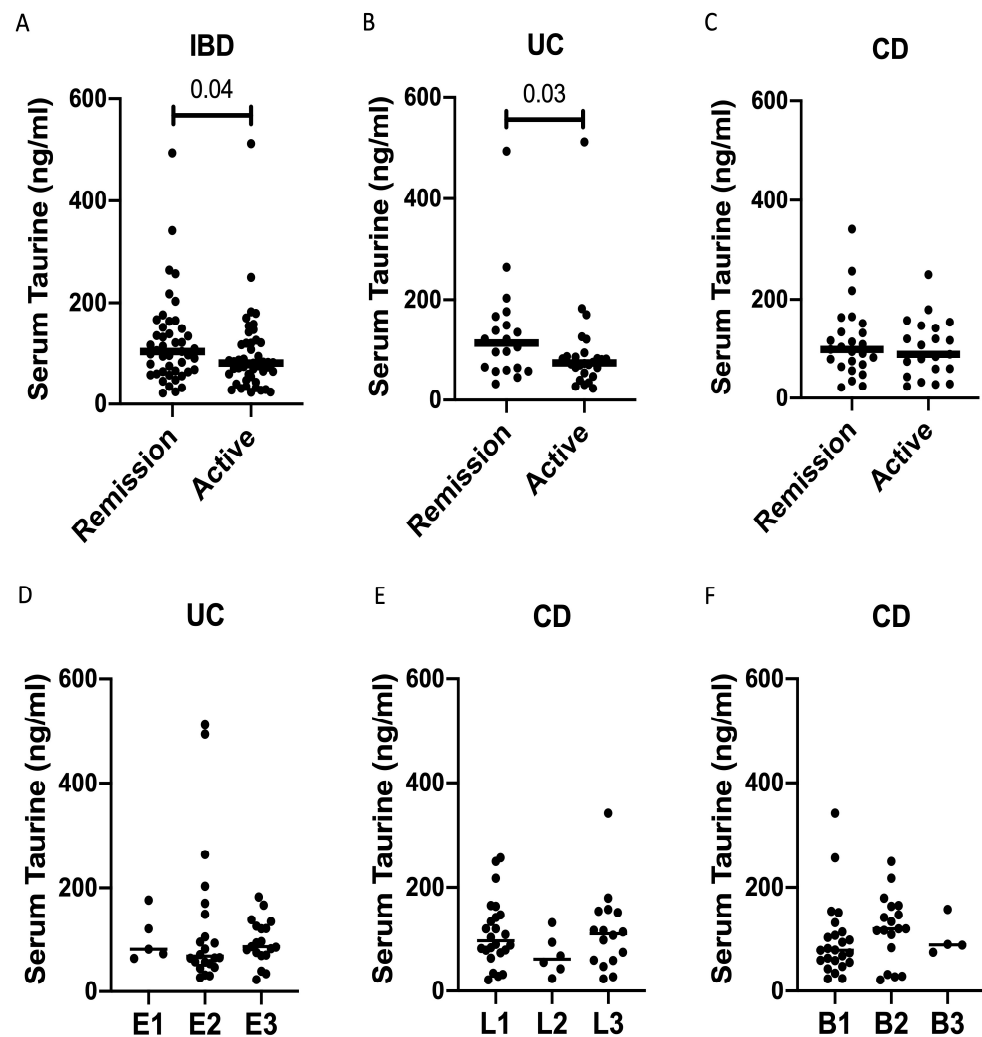 A
IBD
0.04
Serum Taurine (ng/ml)
600
400
200
0
Remission
Active
B
UC
0.03
Serum Taurine (ng/ml)
600
400
200
0
Remission
Active
C
CD
Serum Taurine (ng/ml)
600
400
200
0
Remission
Active
D
UC
Serum Taurine (ng/ml)
600
400
200
0
E1 E2 E3
E
CD
Serum Taurine (ng/ml)
600
400
200
0
L1 L2 L3
F
CD
Serum Taurine (ng/ml)
600
400
200
0
B1 B2 B3